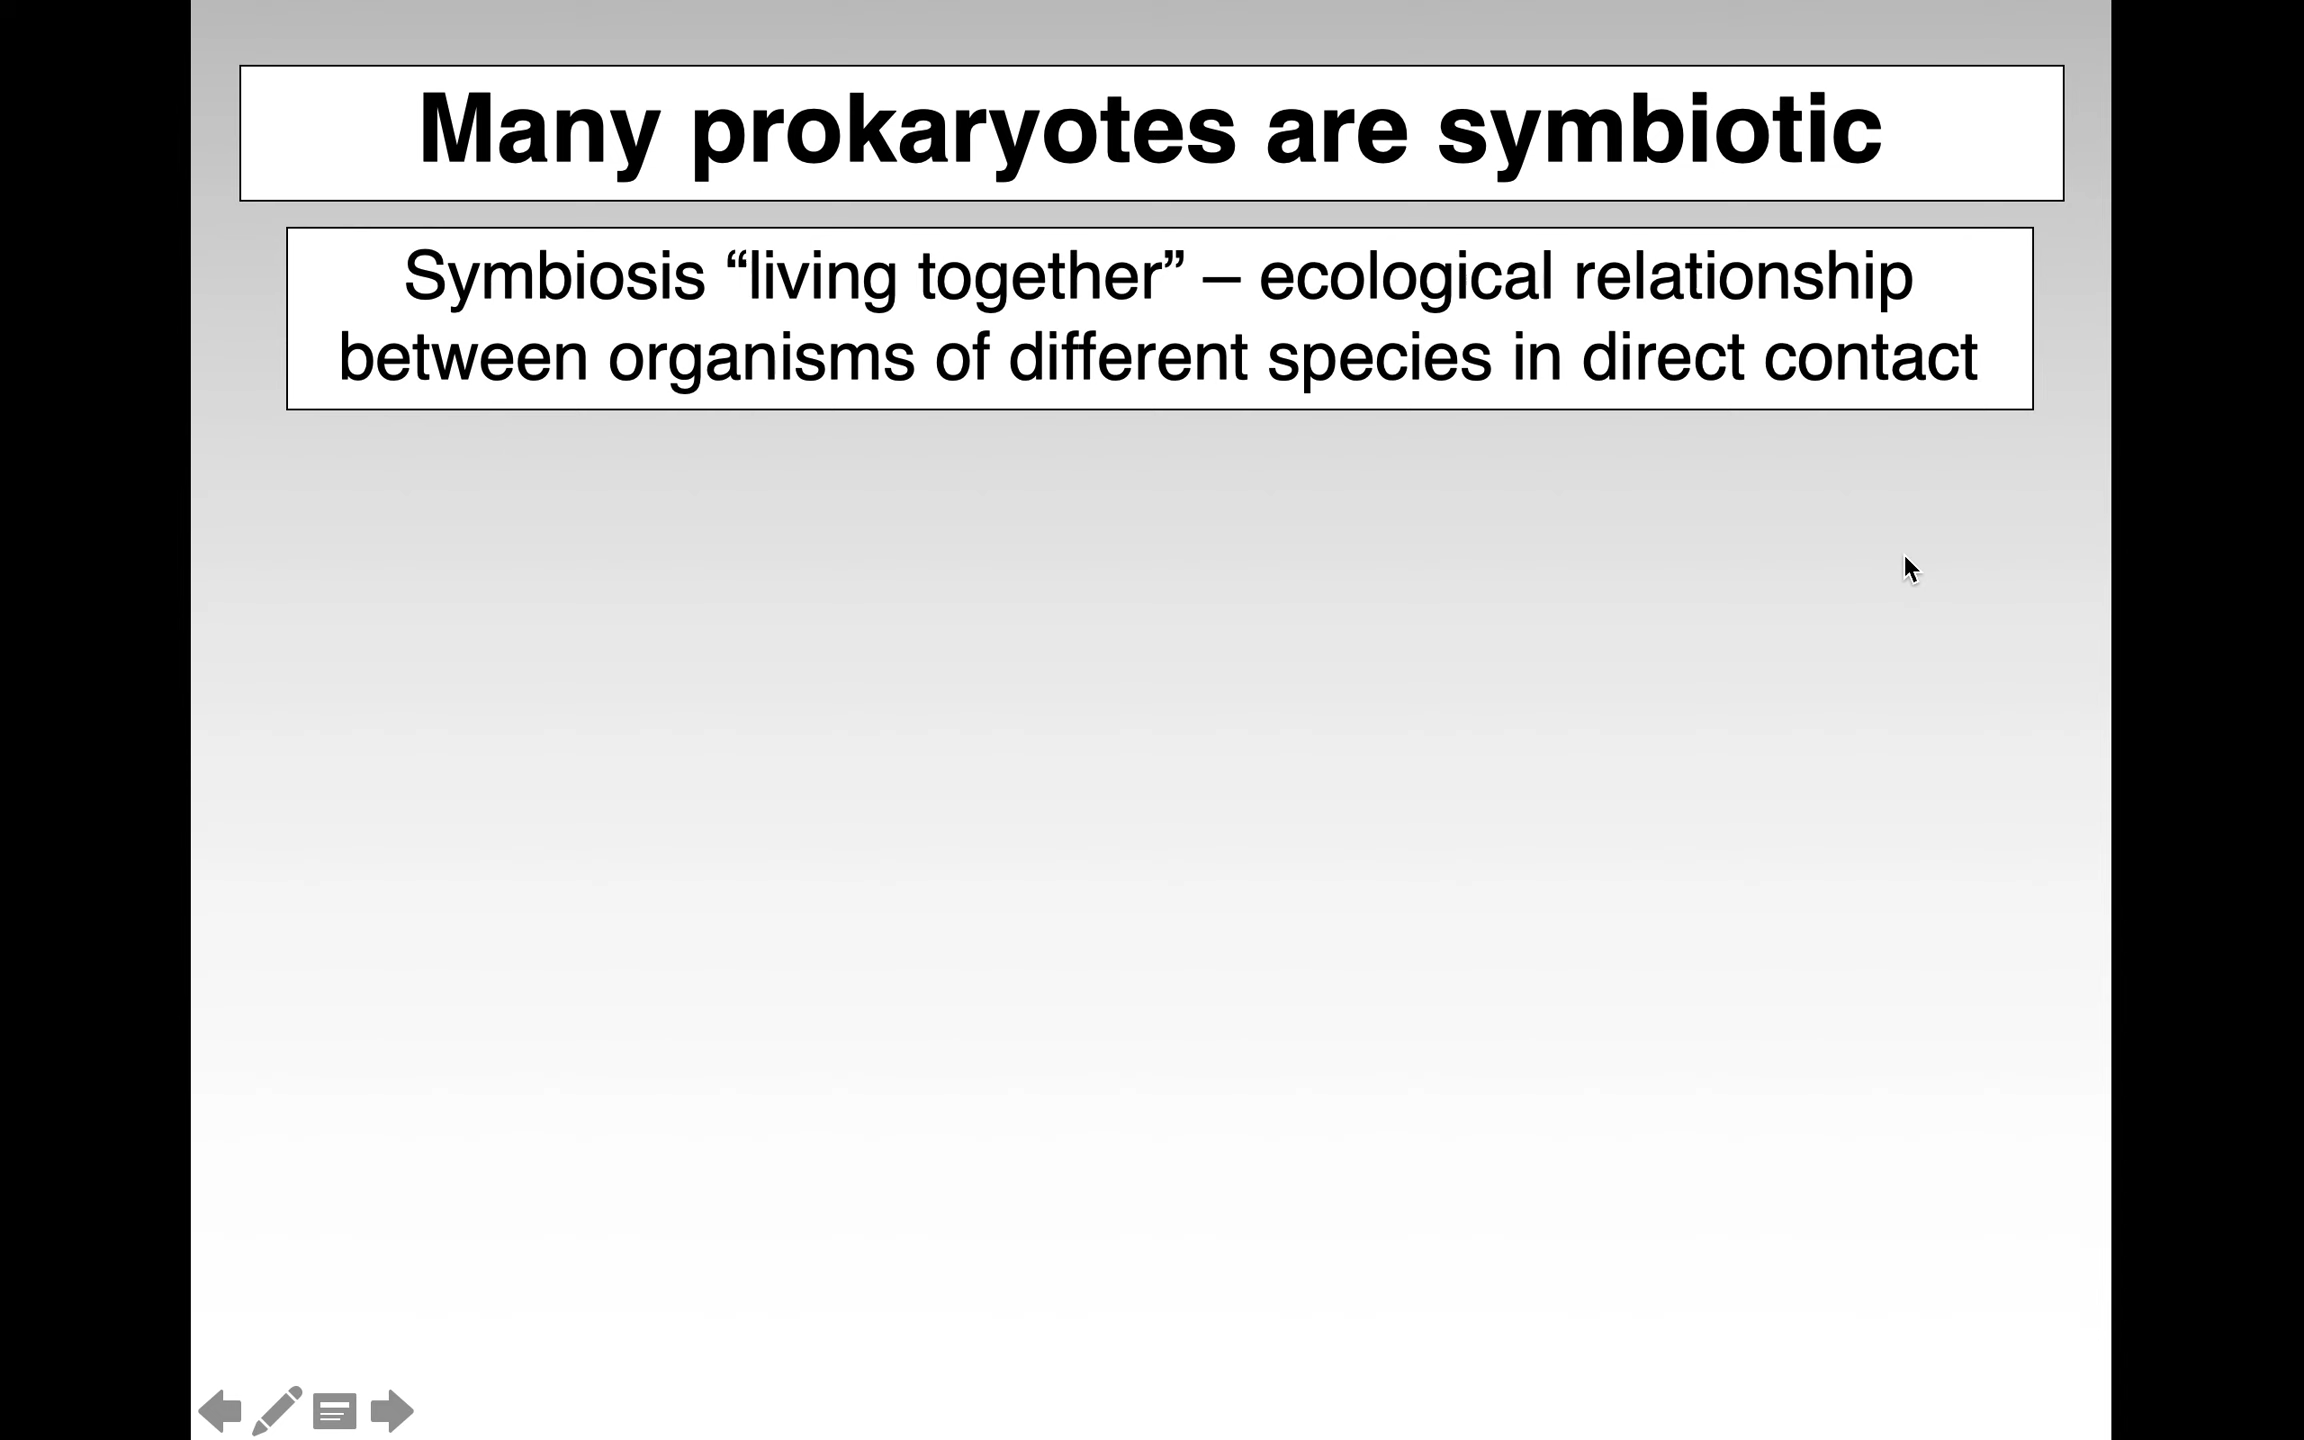 Many prokaryotes are symbiotic
Symbiosis “living together” – ecological relationship
between organisms of different species in direct contact